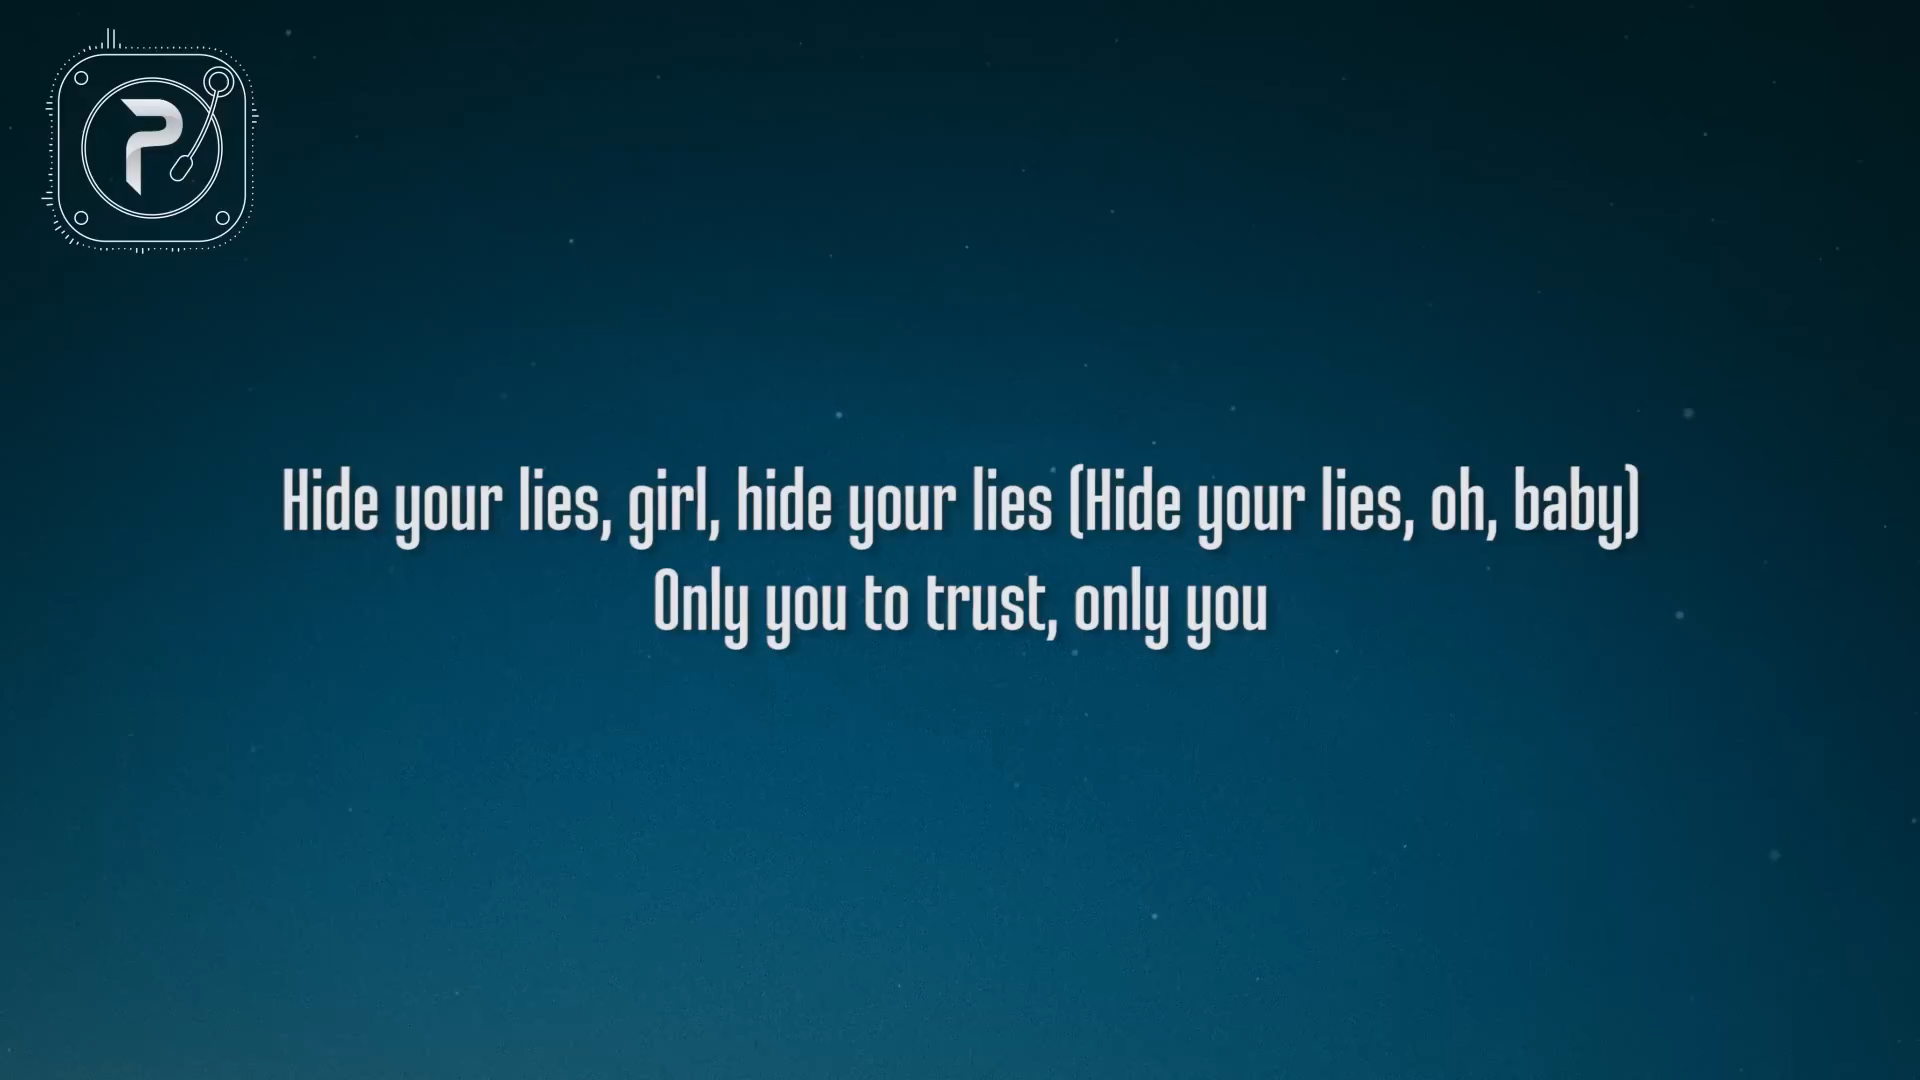 P
Hide your lies, girl, hide your lies (Hide your lies, oh, baby)
Only you to trust, only you